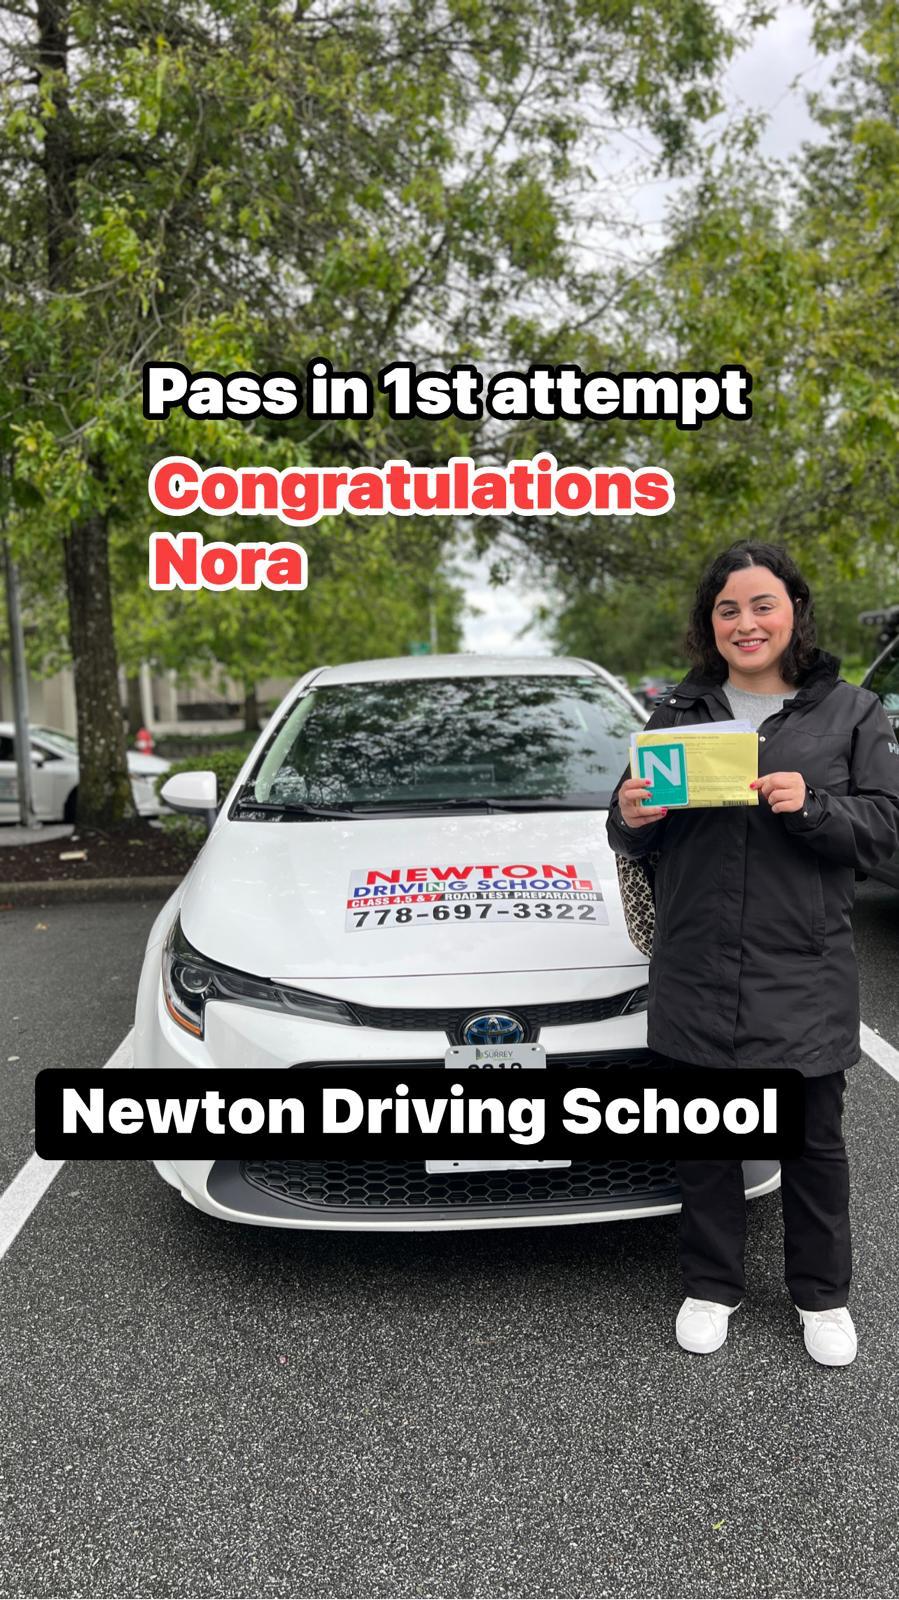 Pass in 1st attempt
Congratulations
Nora
N
NEWTON
DRIVING SCHOOL
CLASS 4,5 & 7 ROAD TEST PREPARATION
778-697-3322
SURREY
Newton Driving School